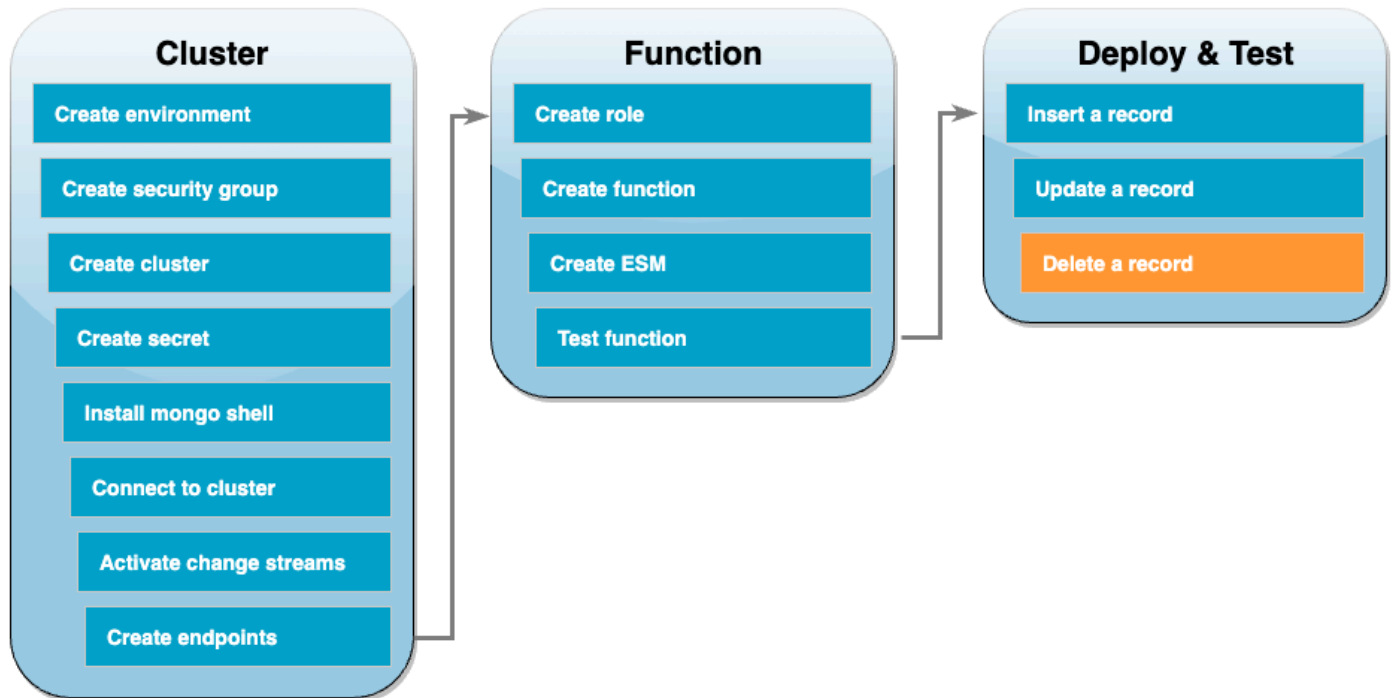 Cluster
Create environment
Create security group
Create cluster
Create secret
Install mongo shell
Connect to cluster
Activate change streams
Create endpoints
Function
Create role
Create function
Create ESM
Test function
Deploy & Test
Insert a record
Update a record
Delete a record